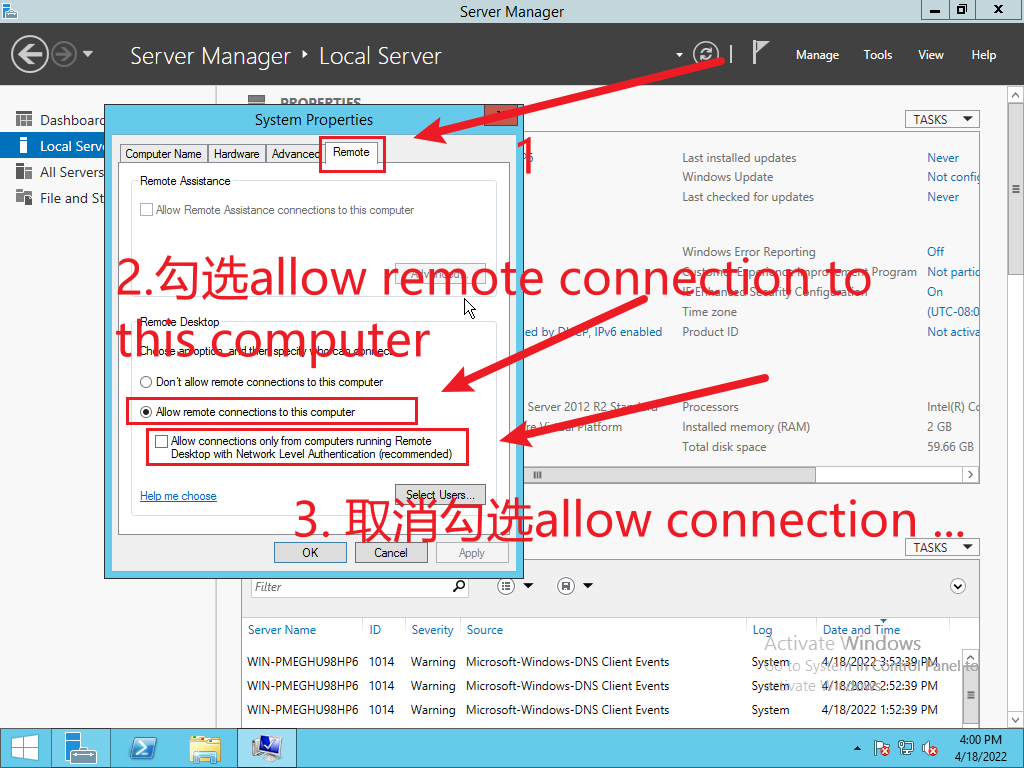 Server Manager
Server Manager ‣ Local Server
Manage Tools View Help
Dashboard
Local Serve
All Servers
File and St
PROPERTIES
TASKS
System Properties
Computer Name Hardware Advanced Remote
1
Remote Assistance
Allow Remote Assistance connections to this computer
Advanced...
2.勾选allow remote connection to
this computer
Remote Desktop
Choose an option, and then specify who can connect.
Don't allow remote connections to this computer
Allow remote connections to this computer
Allow connections only from computers running Remote
Desktop with Network Level Authentication (recommended)
Help me choose
Select Users...
3. 取消勾选allow connection ...
OK Cancel Apply
Last installed updates Never
Windows Update Not config
Last checked for updates Never
Windows Error Reporting Off
Customer Experience Improvement Program Not partic
IE Enhanced Security Configuration On
Time zone (UTC-08:0
ed by DHCP, IPv6 enabled Product ID Not activa
Server 2012 R2 Standard Processors Intel(R) Co
re Virtual Platform Installed memory (RAM) 2 GB
Total disk space 59.66 GB
TASKS
Filter
Server Name ID Severity Source Log Date and Time
WIN-PMEGHU98HP6 1014 Warning Microsoft-Windows-DNS Client Events System 4/18/2022 3:52:39 PM
WIN-PMEGHU98HP6 1014 Warning Microsoft-Windows-DNS Client Events System 4/18/2022 2:52:39 PM
WIN-PMEGHU98HP6 1014 Warning Microsoft-Windows-DNS Client Events System 4/18/2022 1:52:39 PM
Activate Windows
Go to System in Control Panel to
activate Windows.
4:00 PM
4/18/2022